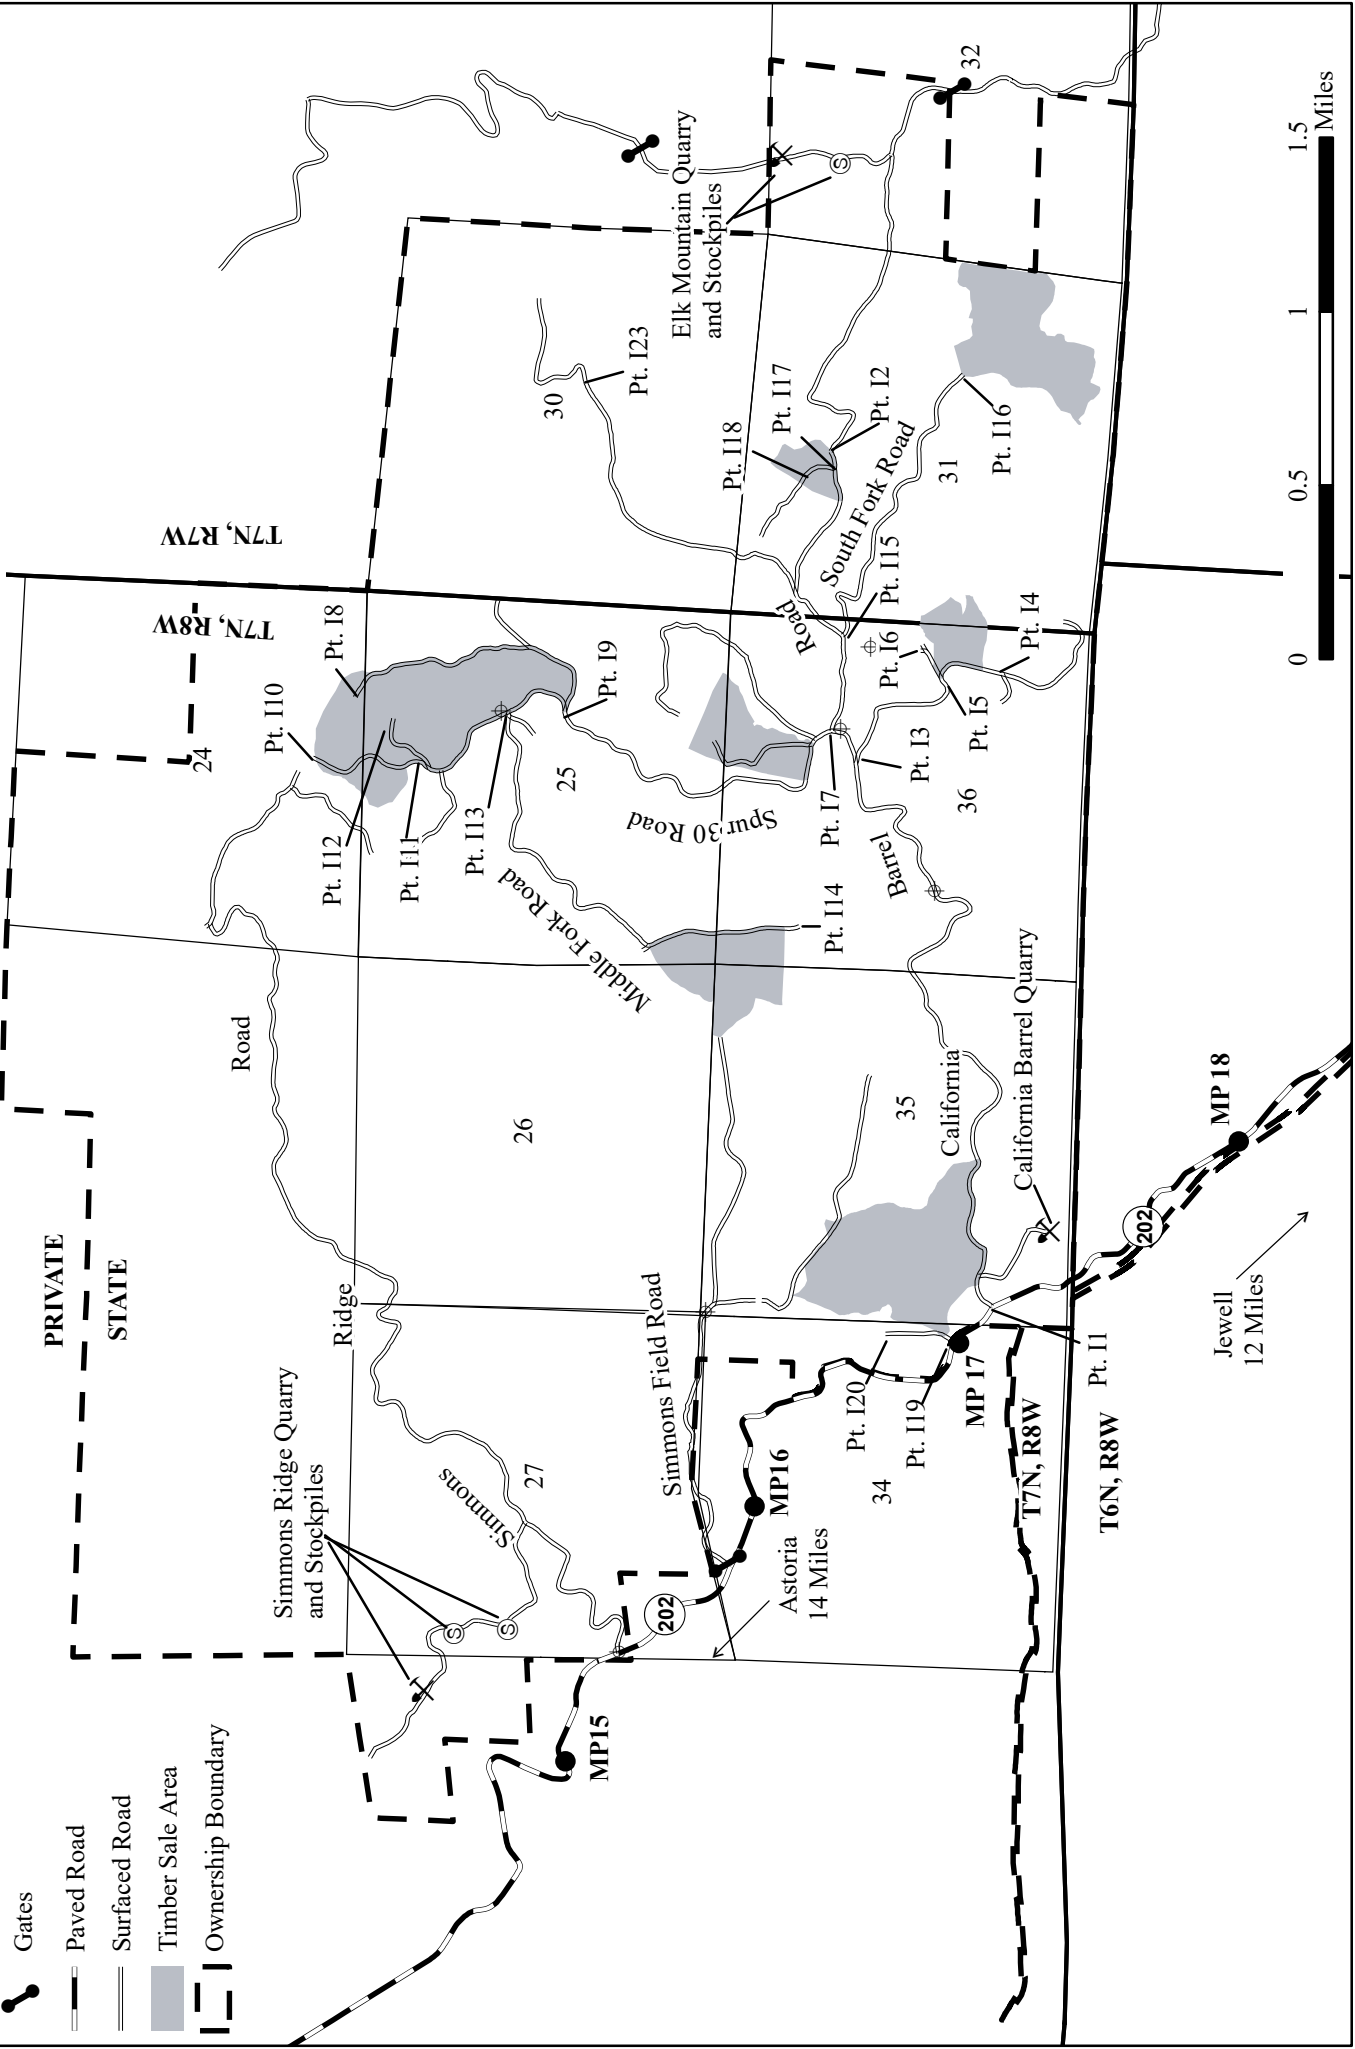 Gates
Paved Road
Surfaced Road
Timber Sale Area
Ownership Boundary
PRIVATE
STATE
Simmons Ridge Quarry
and Stockpiles
S
S
Simmons
Ridge
Road
27
26
24
25
30
T7N, R8W
T7N, R7W
Pt. I10
Pt. I8
Pt. I12
Pt. I11
Pt. I13
Pt. I9
Pt. I23
Middle Fork Road
Spur 30 Road
Elk Mountain Quarry
and Stockpiles
S
32
MP15
202
Simmons Field Road
MP16
Astoria
14 Miles
34
Pt. I20
Pt. I19
MP 17
35
California
Barrel
Road
Pt. I14
Pt. I7
Pt. I3
Pt. I5
Pt. I6
Pt. I4
36
Pt. I15
South Fork Road
Pt. I18
Pt. I17
Pt. I2
31
Pt. I16
California Barrel Quarry
Pt. I1
T7N, R8W
T6N, R8W
202
MP 18
Jewell
12 Miles
0
0.5
1
1.5
Miles